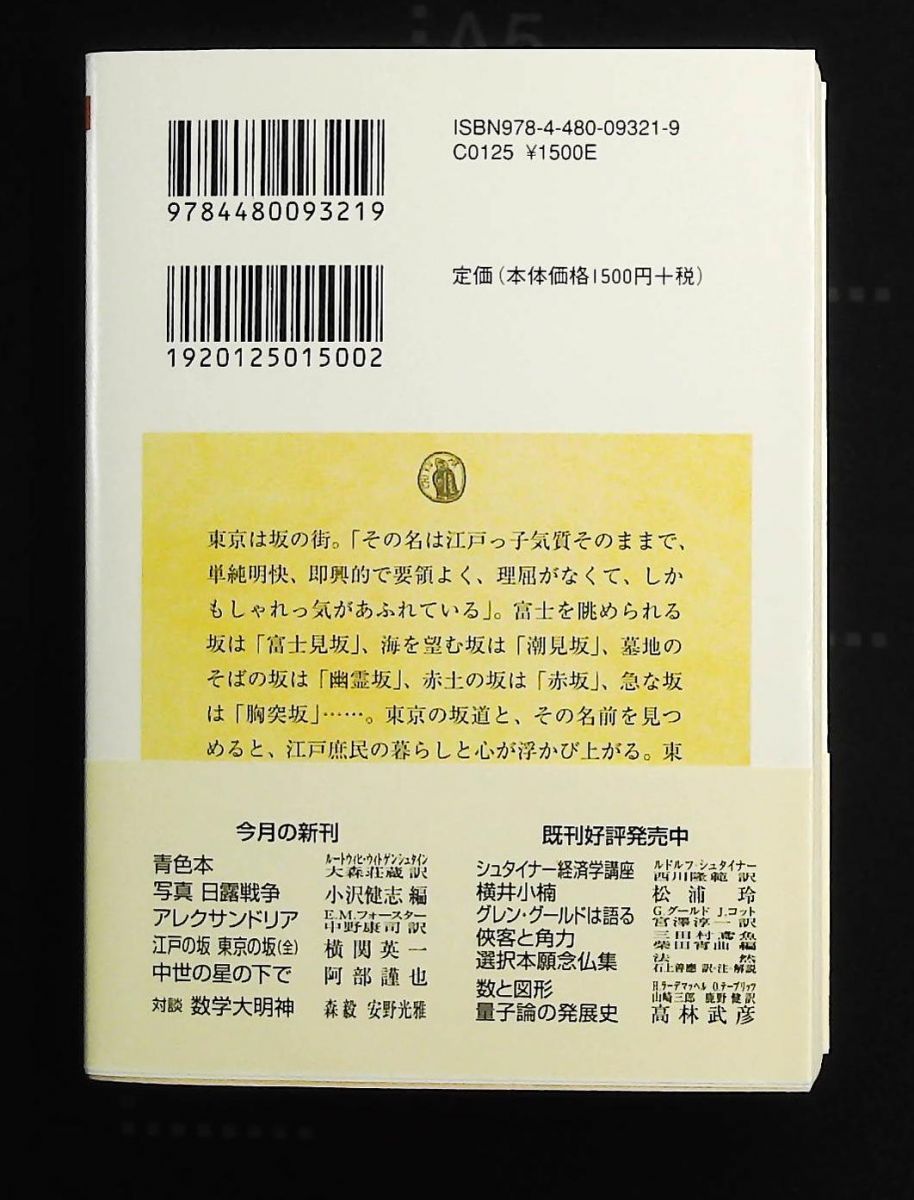 ISBN978-4-480-09321-9
C0125 ¥1500E
9784480093219
定価（本体価格1500円＋税）
1920125015002
東京は坂の街。「その名は江戸っ子気質そのままで、
単純明快、即興的で要領よく、理屈がなくて、しか
もしゃれっ気があふれている」。富士を眺められる
坂は「富士見坂」、海を望む坂は「潮見坂」、墓地の
そばの坂は「幽霊坂」、赤土の坂は「赤坂」、急な坂
は「胸突坂」……。東京の坂道と、その名前を見つ
めると、江戸庶民の暮らしと心が浮かび上がる。東
今月の新刊
青色本 ルートウィヒ・ウィトゲンシュタイン 大森荘蔵 訳
写真 日露戦争 小沢健志 編
アレクサンドリア E.M.フォースター 中野康司 訳
江戸の坂 東京の坂(全) 横関英一
中世の星の下で 阿部謹也
対談 数学大明神 森毅 安野光雅
既刊好評発売中
シュタイナー経済学講座 ルドルフ・シュタイナー 西川隆範 訳
横井小楠 松浦玲
グレン・グールドは語る G.グールド J.コット 宮澤淳一 訳
侠客と角力 三田村鳶魚 柴田宵曲 編
選択本願念仏集 法然 石上善應 訳・注・解説
数と図形 H.ラーデマッヘル O.テープリッツ 山崎三郎 鹿野健 訳
量子論の発展史 高林武彦